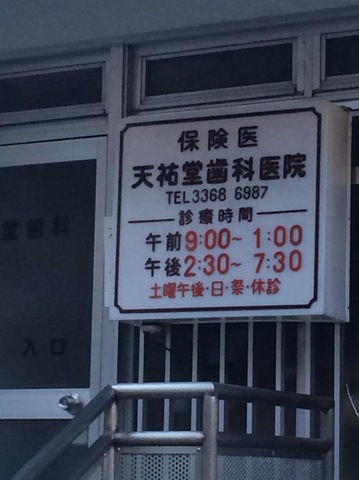 保険医
天祐堂歯科医院
TEL 3368 6987
診療時間
午前 9:00~ 1:00
午後 2:30~ 7:30
土曜午後・日・祭・休診
堂歯科
入口